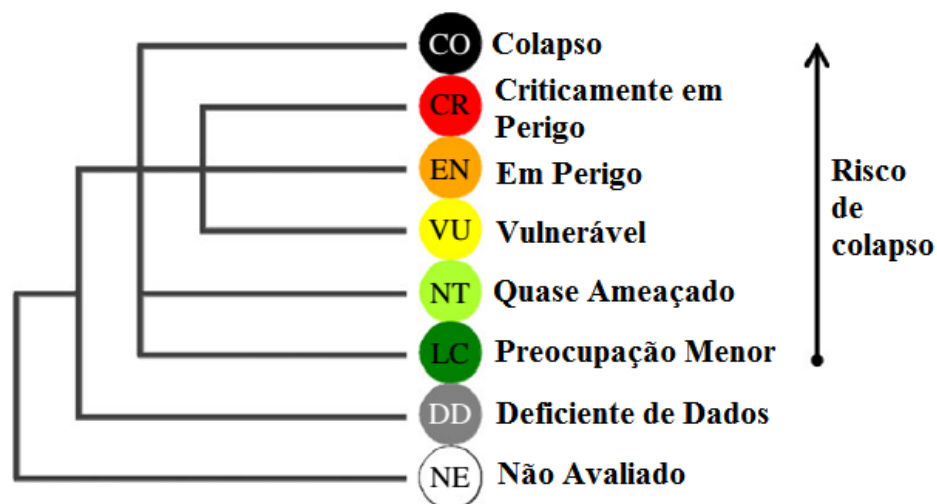 CO Colapso
CR Criticamente em
Perigo
EN Em Perigo
VU Vulnerável
NT Quase Ameaçado
LC Preocupação Menor
DD Deficiente de Dados
NE Não Avaliado
Risco
de
colapso